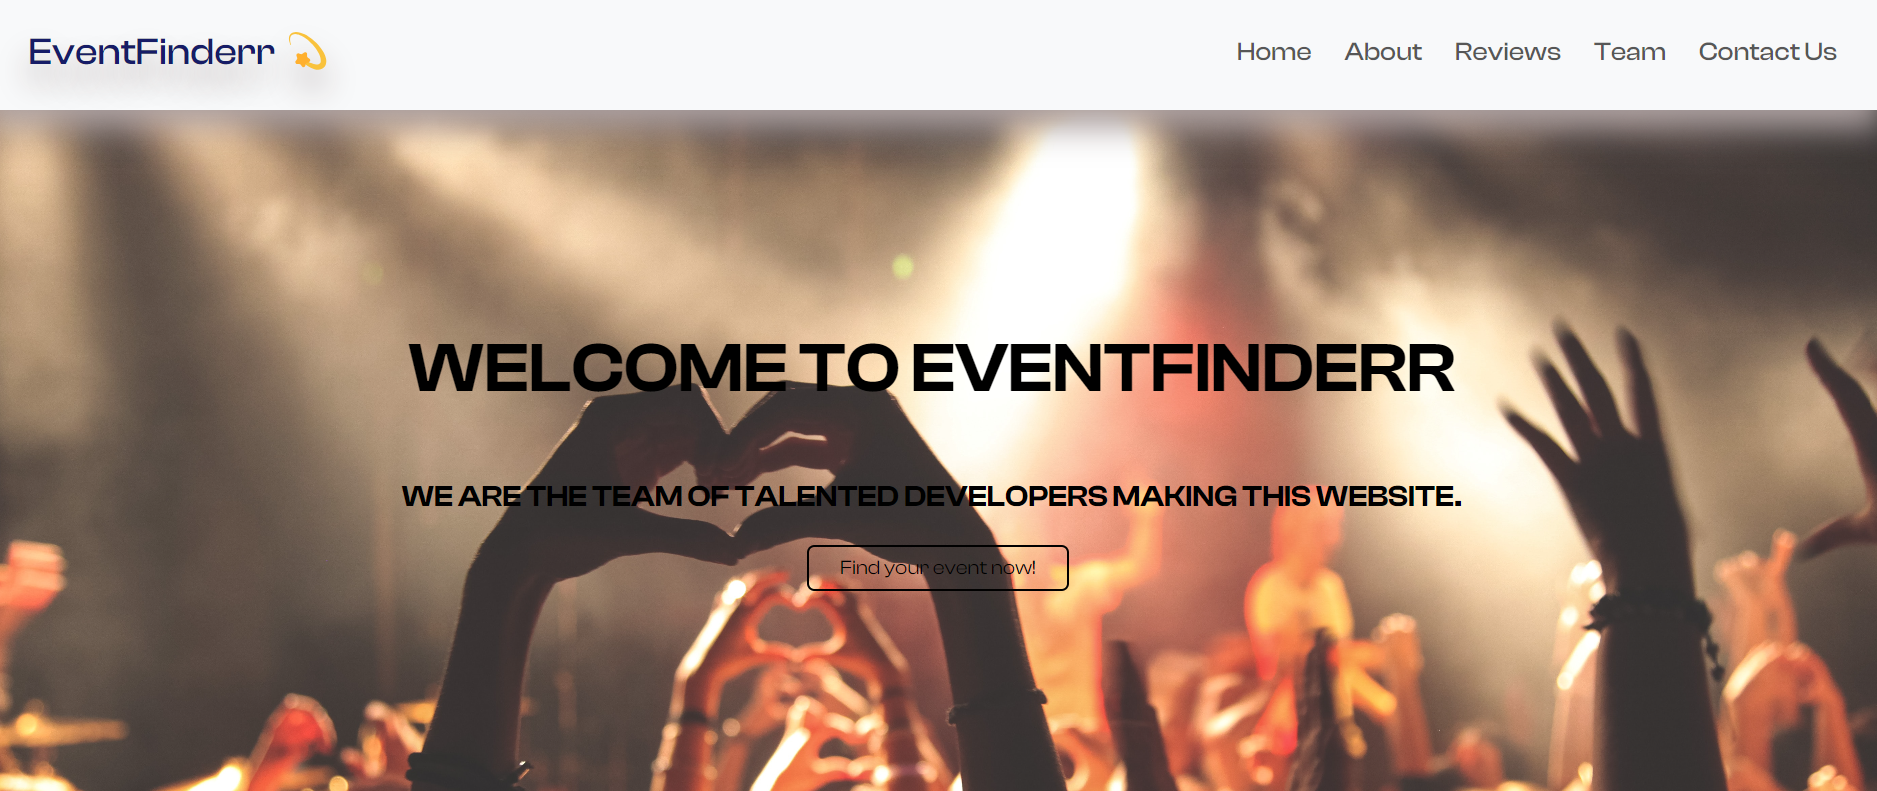 EventFinderr 💫
Home About Reviews Team Contact Us
WELCOME TO EVENTFINDERR
WE ARE THE TEAM OF TALENTED DEVELOPERS MAKING THIS WEBSITE.
Find your event now!